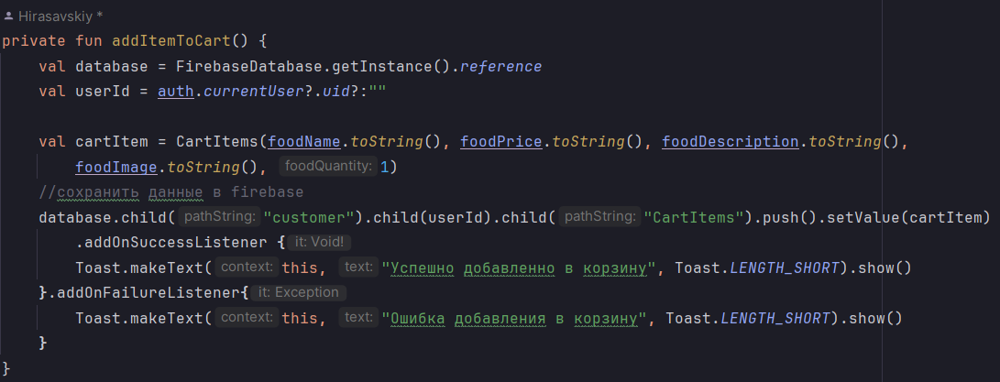 Hirasavskiy *
private fun addItemToCart() {
val database = FirebaseDatabase.getInstance().reference
val userId = auth.currentUser?.uid?:""
val cartItem = CartItems(foodName.toString(), foodPrice.toString(), foodDescription.toString(),
foodImage.toString(), foodQuantity: 1)
//сохранить данные в firebase
database.child( pathString: "customer").child(userId).child( pathString: "CartItems").push().setValue(cartItem)
.addOnSuccessListener { it: Void!
Toast.makeText( context: this, text: "Успешно добавленно в корзину", Toast.LENGTH_SHORT).show()
}.addOnFailureListener{ it: Exception
Toast.makeText( context: this, text: "Ошибка добавления в корзину", Toast.LENGTH_SHORT).show()
}
}